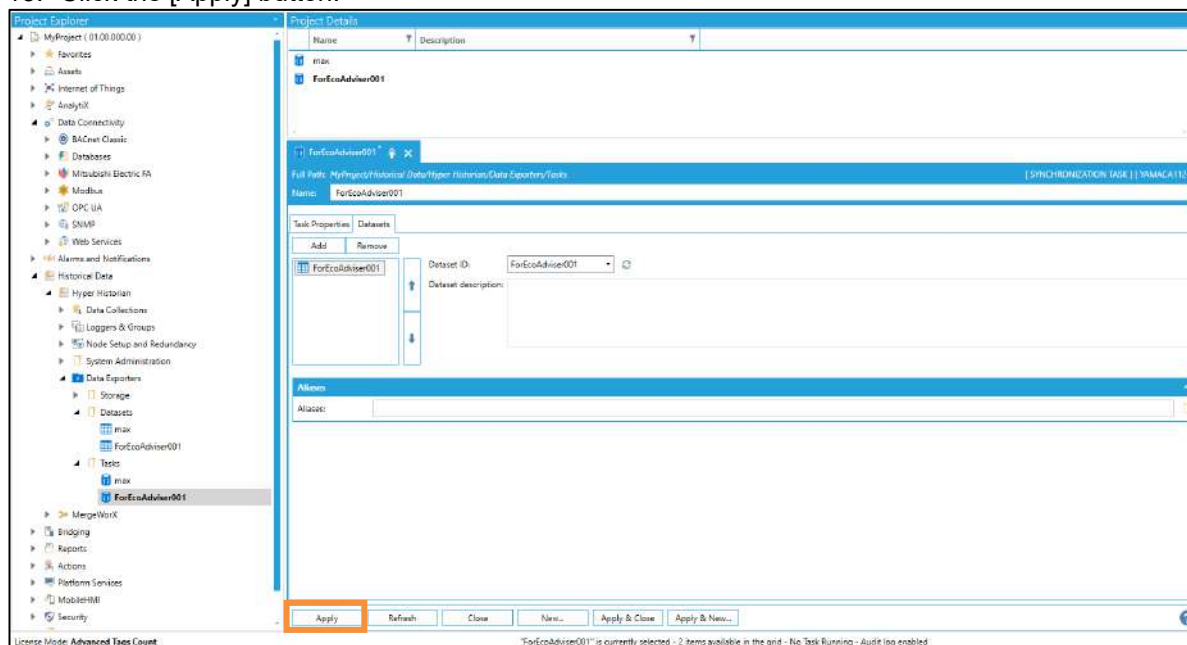 Project Explorer
MyProject ( 01.00.000.00 )
Favorites
Assets
Internet of Things
AnalytiX
Data Connectivity
BACnet Classic
Databases
Mitsubishi Electric FA
Modbus
OPC UA
SNMP
Web Services
Alarms and Notifications
Historical Data
Hyper Historian
Data Collections
Loggers & Groups
Node Setup and Redundancy
System Administration
Data Exporters
Storage
Datasets
max
ForEcoAdviser001
Tasks
max
ForEcoAdviser001
MergeWorX
Bridging
Reports
Actions
Platform Services
MobileHMI
Security
Project Details
Name Description
max
ForEcoAdviser001
ForEcoAdviser001*
Full Path: MyProject/Historical Data/Hyper Historian/Data Exporters/Tasks [ SYNCHRONIZATION TASK ] [ YAMACA112
Name: ForEcoAdviser001
Task Properties Datasets
Add Remove
ForEcoAdviser001
Dataset ID: ForEcoAdviser001
Dataset description:
Aliases
Aliases:
Apply Refresh Close New... Apply & Close Apply & New...
License Mode: Advanced Tags Count "ForEcoAdviser001" is currently selected - 2 items available in the grid - No Task Running - Audit log enabled